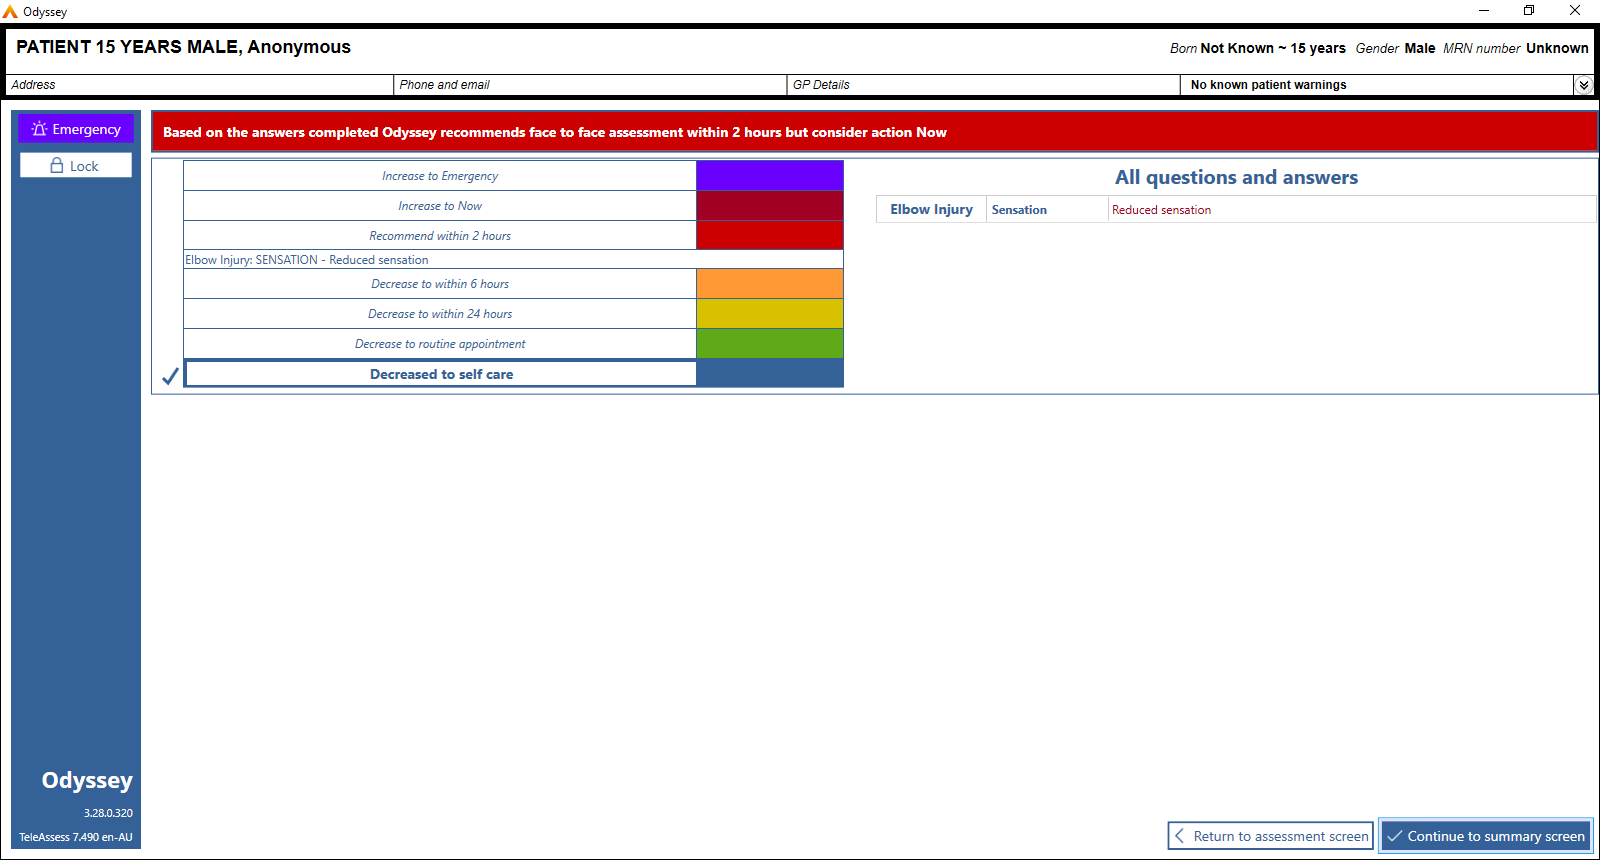 Odyssey
PATIENT 15 YEARS MALE, Anonymous
Born Not Known ~ 15 years Gender Male MRN number Unknown
Address
Phone and email
GP Details
No known patient warnings
Emergency
Lock
Based on the answers completed Odyssey recommends face to face assessment within 2 hours but consider action Now
Increase to Emergency
Increase to Now
Recommend within 2 hours
Elbow Injury: SENSATION - Reduced sensation
Decrease to within 6 hours
Decrease to within 24 hours
Decrease to routine appointment
Decreased to self care
All questions and answers
Elbow Injury Sensation Reduced sensation
Odyssey
3.28.0.320
TeleAssess 7.490 en-AU
Return to assessment screen
Continue to summary screen